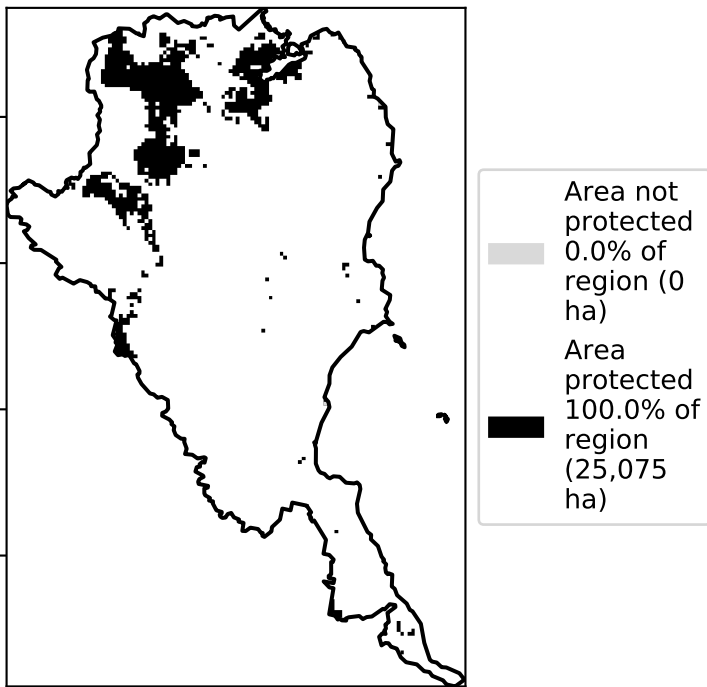 Area not
protected
0.0% of
region (0
ha)
Area
protected
100.0% of
region
(25,075
ha)